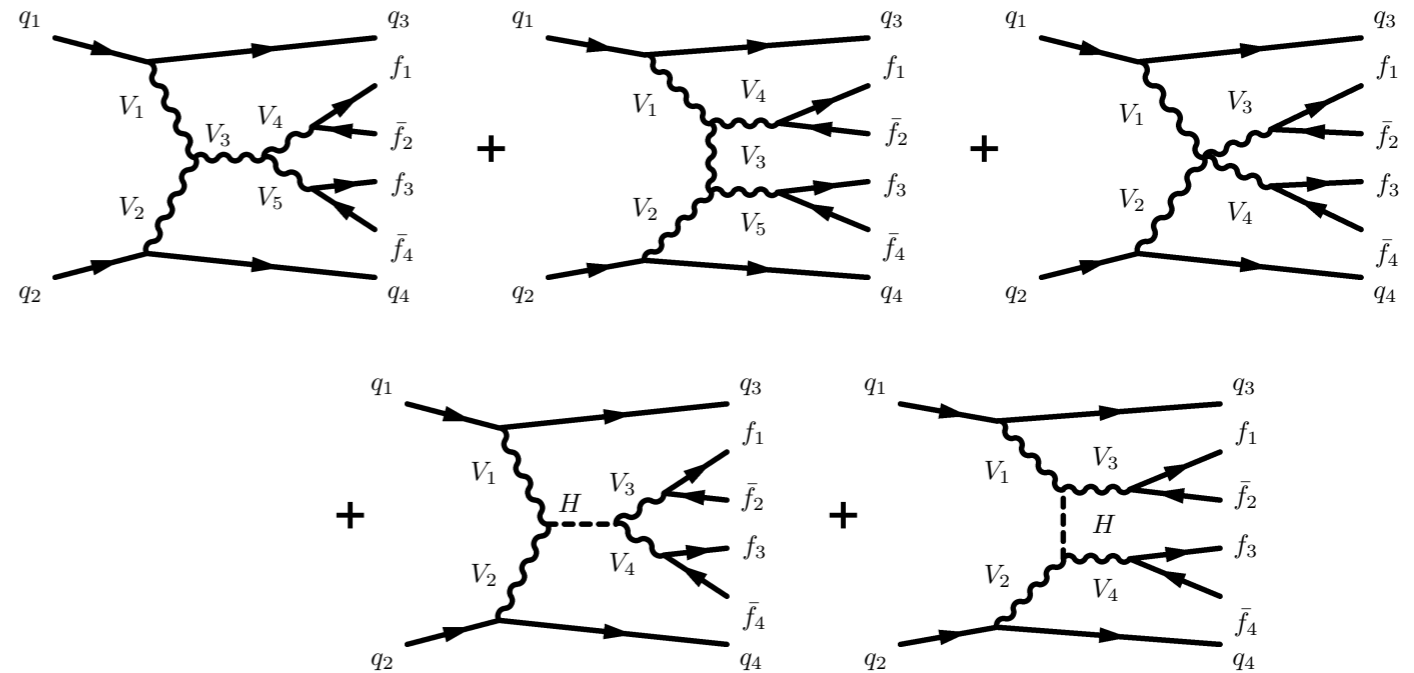 q₁ q₃ q₁ q₃ q₁ q₃
f₁ f₁ f₁
V₁ V₄ V₁ V₄ V₁ V₃
V₃ f̄₂ + V₃ f̄₂ + f̄₂
V₂ V₅ f₃ V₂ V₅ f₃ V₂ V₄ f₃
f̄₄ f̄₄ f̄₄
q₂ q₄ q₂ q₄ q₂ q₄
q₁ q₃ q₁ q₃
f₁ f₁
V₁ V₃ V₁ V₃
+ H f̄₂ + H f̄₂
V₂ V₄ f₃ V₂ V₄ f₃
f̄₄ f̄₄
q₂ q₄ q₂ q₄